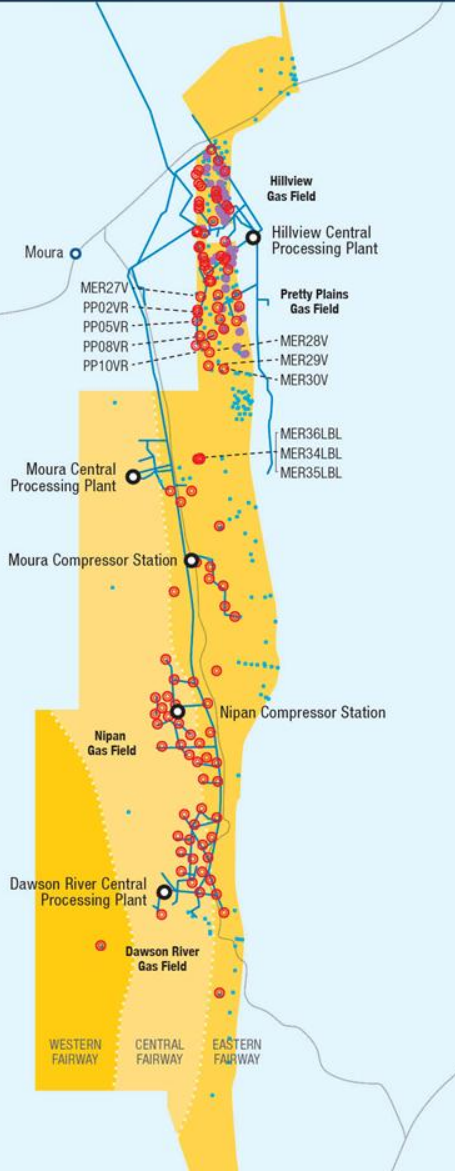 Hillview
Gas Field
Hillview Central
Processing Plant
Moura
MER27V
PP02VR
PP05VR
PP08VR
PP10VR
Pretty Plains
Gas Field
MER28V
MER29V
MER30V
MER36LBL
MER34LBL
MER35LBL
Moura Central
Processing Plant
Moura Compressor Station
Nipan Compressor Station
Nipan
Gas Field
Dawson River Central
Processing Plant
Dawson River
Gas Field
WESTERN
FAIRWAY
CENTRAL
FAIRWAY
EASTERN
FAIRWAY